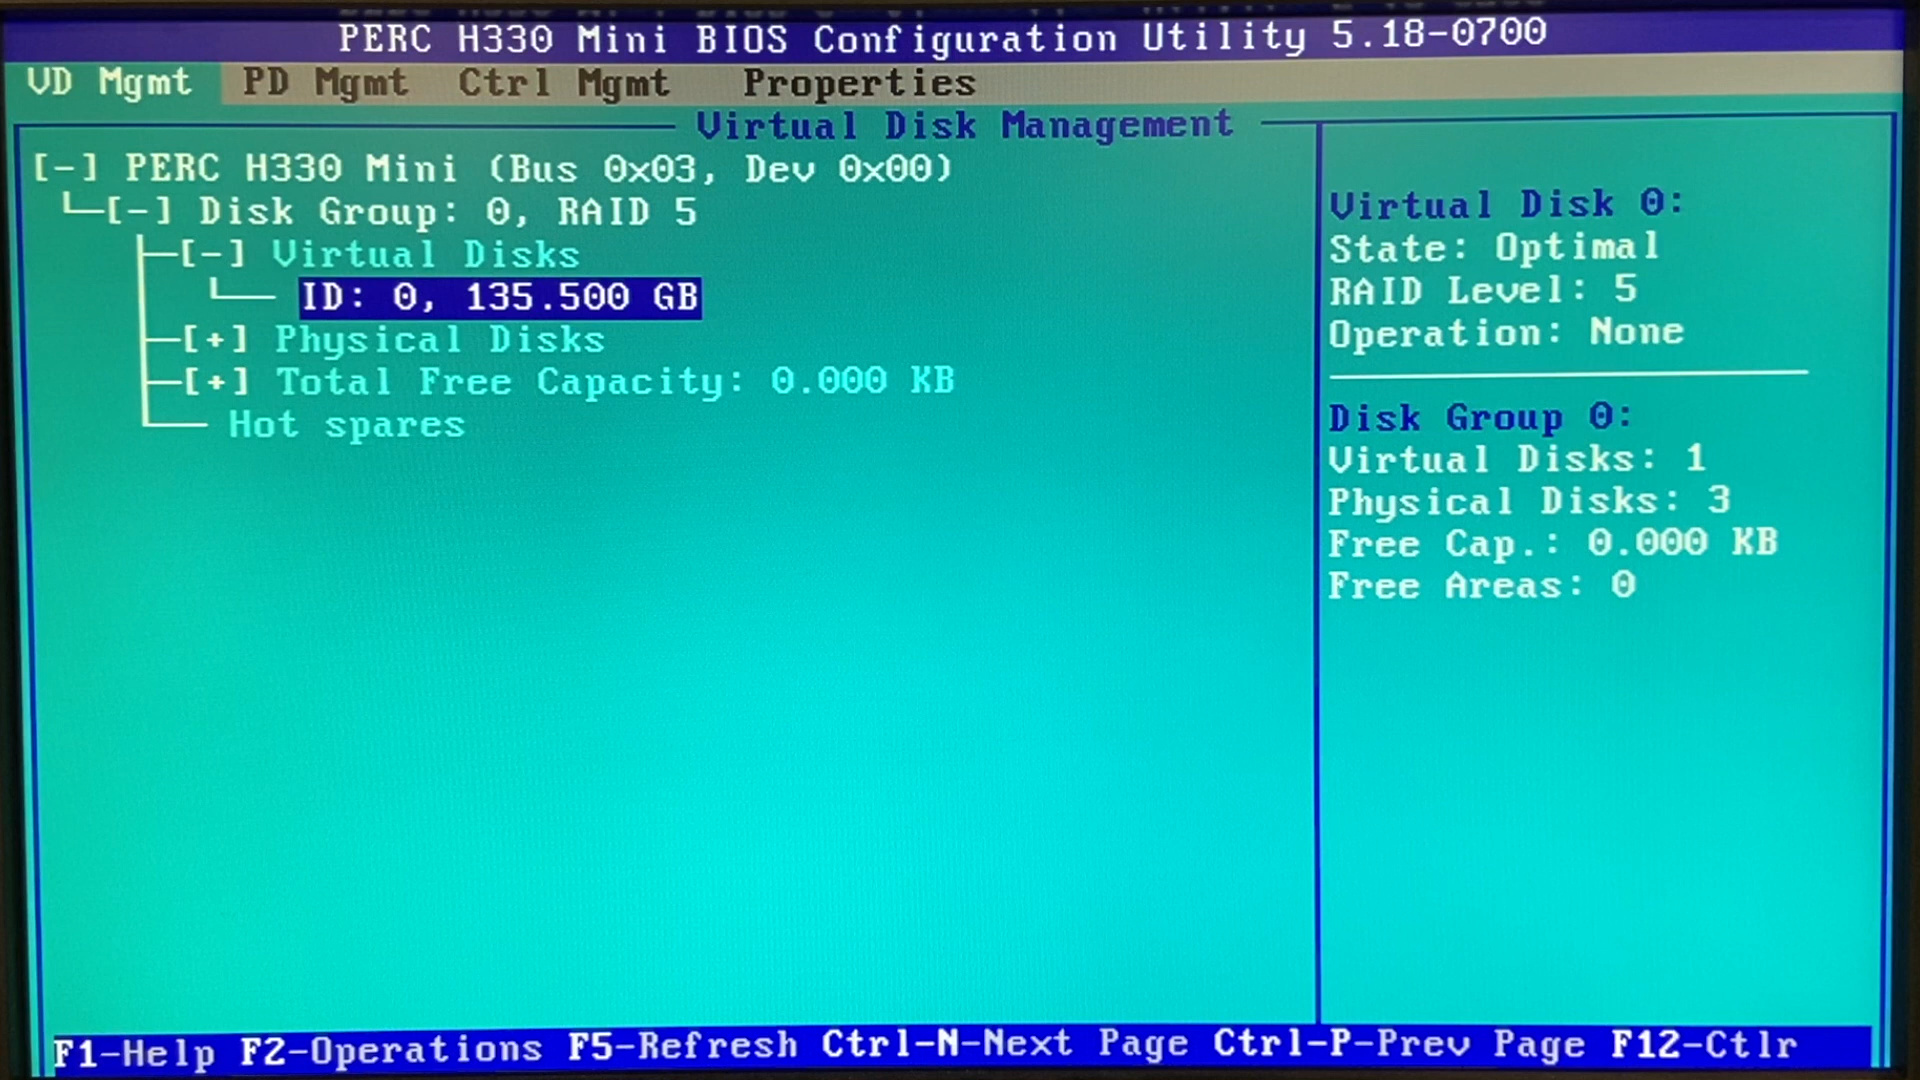 PERC H330 Mini BIOS Configuration Utility 5.18-0700
VD Mgmt PD Mgmt Ctrl Mgmt Properties
Virtual Disk Management
[-] PERC H330 Mini (Bus 0x03, Dev 0x00)
[-] Disk Group: 0, RAID 5
[-] Virtual Disks
ID: 0, 135.500 GB
[+] Physical Disks
[+] Total Free Capacity: 0.000 KB
Hot spares
Virtual Disk 0:
State: Optimal
RAID Level: 5
Operation: None
Disk Group 0:
Virtual Disks: 1
Physical Disks: 3
Free Cap.: 0.000 KB
Free Areas: 0
F1-Help F2-Operations F5-Refresh Ctrl-N-Next Page Ctrl-P-Prev Page F12-Ctlr